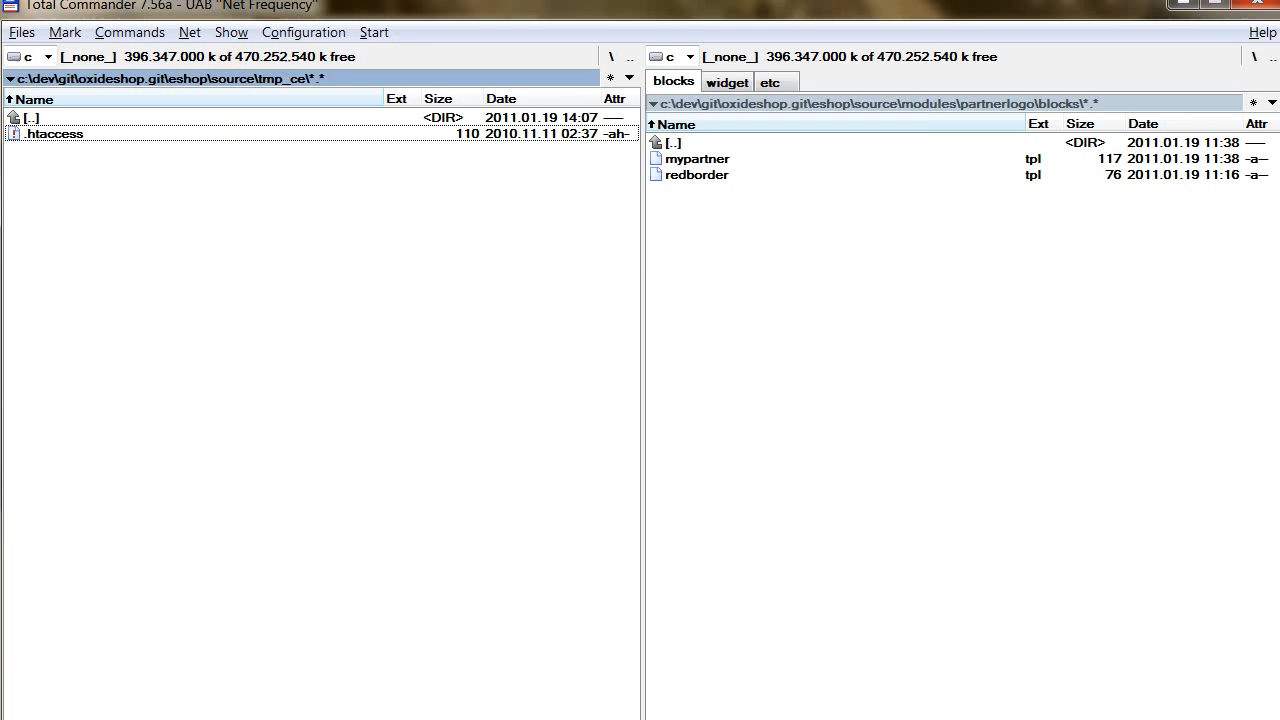 Total Commander 7.56a - UAB "Net Frequency"
Files Mark Commands Net Show Configuration Start Help
c [_none_] 396.347.000 k of 470.252.540 k free \ ..
c:\dev\git\oxideshop.git\eshop\source\tmp_ce\*.* * 
Name Ext Size Date Attr
[..] <DIR> 2011.01.19 14:07 ----
.htaccess 110 2010.11.11 02:37 -ah-
c [_none_] 396.347.000 k of 470.252.540 k free \ ..
blocks widget etc
c:\dev\git\oxideshop.git\eshop\source\modules\partnerlogo\blocks\*.* *
Name Ext Size Date Attr
[..] <DIR> 2011.01.19 11:38 ----
mypartner tpl 117 2011.01.19 11:38 -a--
redborder tpl 76 2011.01.19 11:16 -a--